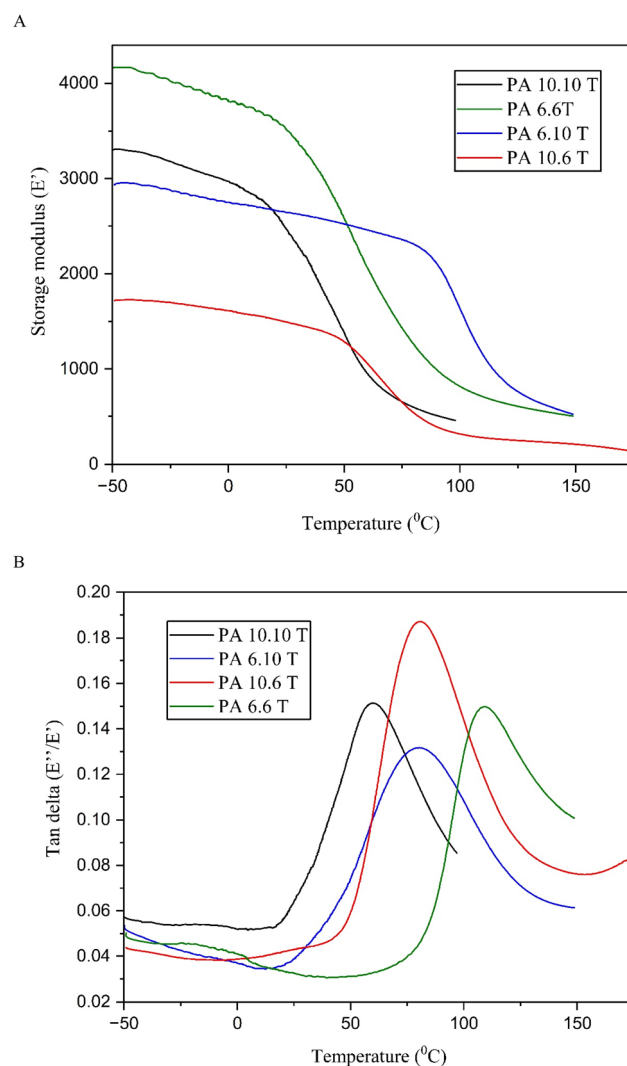 A
4000
3000
2000
1000
0
Storage modulus (E’)
PA 10.10 T
PA 6.6T
PA 6.10 T
PA 10.6 T
−50
0
50
100
150
Temperature (⁰C)
B
0.20
0.18
0.16
0.14
0.12
0.10
0.08
0.06
0.04
0.02
Tan delta (E’’/E’)
PA 10.10 T
PA 6.10 T
PA 10.6 T
PA 6.6 T
−50
0
50
100
150
Temperature (⁰C)